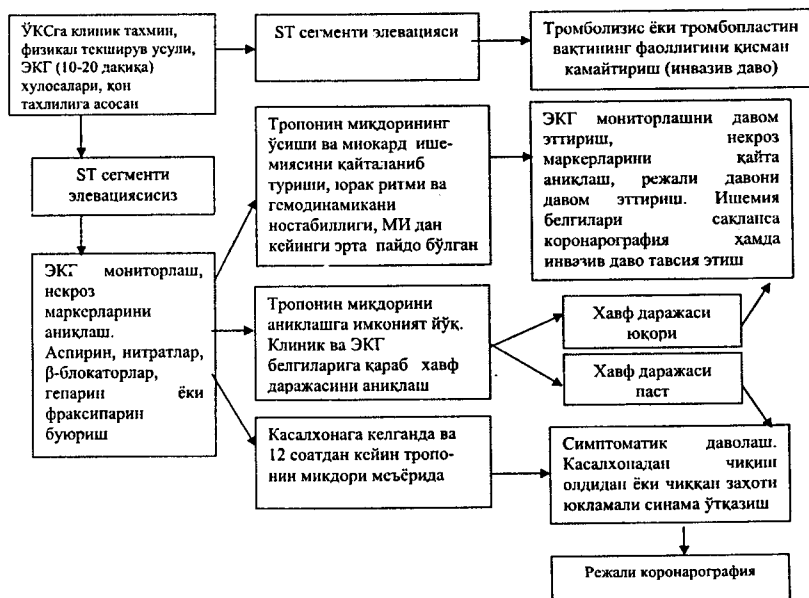 ЎКСга клиник тахмин,
физикал текширув усули,
ЭКГ (10-20 дақиқа)
хулосалари, қон
тахлилига асосан
ST сегменти элевацияси
Тромболизис ёки тромбопластин
вақтининг фаоллигини қисман
камайтириш (инвазив даво)
ST сегменти
элевациясисиз
Тропонин миқдорининг
ўсиши ва миокард ише-
миясини қайталаниб
туриши, юрак ритми ва
гемодинамикани
ностабиллиги, МИ дан
кейинги эрта пайдо бўлган
ЭКГ мониторлашни давом
эттириш, некроз
маркерларини қайта
аниқлаш, режали давони
давом эттириш. Ишемия
белгилари сақланса
коронарография ҳамда
инвазив даво тавсия этиш
ЭКГ мониторлаш,
некроз
маркерларини
аниқлаш.
Аспирин, нитратлар,
β-блокаторлар,
гепарин ёки
фраксипарин
буюриш
Тропонин миқдорини
аниклашга имконият йўқ.
Клиник ва ЭКГ
белгиларига қараб хавф
даражасини аниқлаш
Хавф даражаси
юқори
Хавф даражаси
паст
Касалхонага келганда ва
12 соатдан кейин тропо-
нин микдори меъёрида
Симптоматик даволаш.
Касалхонадан чиқиш
олдидан ёки чиққан заҳоти
юкламали синама ўтқазиш
Режали коронарография